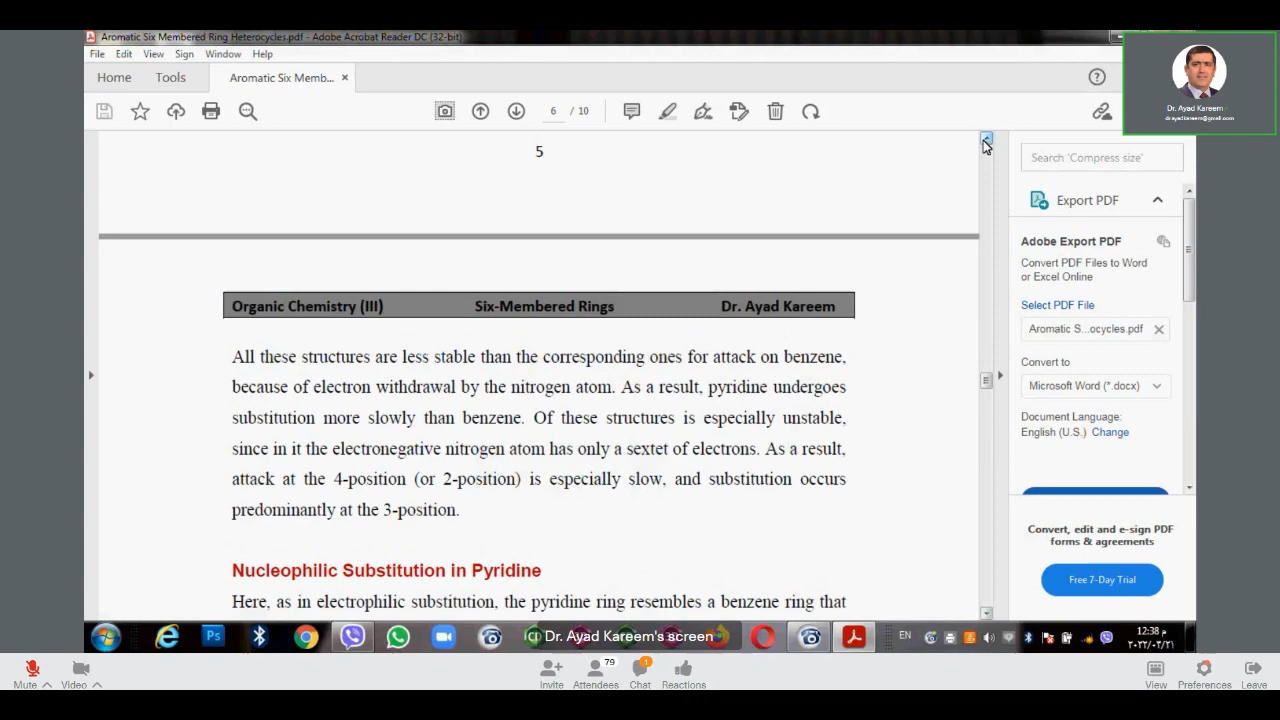 Aromatic Six Membered Ring Heterocycles.pdf - Adobe Acrobat Reader DC (32-bit)
File Edit View Sign Window Help
Home Tools Aromatic Six Memb... ×
6 / 10
Dr. Ayad Kareem
drayadkareem@gmail.com
5
Search 'Compress size'
Export PDF
Adobe Export PDF
Convert PDF Files to Word
or Excel Online
Select PDF File
Aromatic S...ocycles.pdf
Convert to
Microsoft Word (*.docx)
Document Language:
English (U.S.) Change
Convert, edit and e-sign PDF
forms & agreements
Free 7-Day Trial
Organic Chemistry (III) Six-Membered Rings Dr. Ayad Kareem
All these structures are less stable than the corresponding ones for attack on benzene,
because of electron withdrawal by the nitrogen atom. As a result, pyridine undergoes
substitution more slowly than benzene. Of these structures is especially unstable,
since in it the electronegative nitrogen atom has only a sextet of electrons. As a result,
attack at the 4-position (or 2-position) is especially slow, and substitution occurs
predominantly at the 3-position.
Nucleophilic Substitution in Pyridine
Here, as in electrophilic substitution, the pyridine ring resembles a benzene ring that
Ps
Dr. Ayad Kareem's screen
EN
12:38 م
٢٠٢٢/٠٢/٢١
79 1
Mute Video Invite Attendees Chat Reactions View Preferences Leave